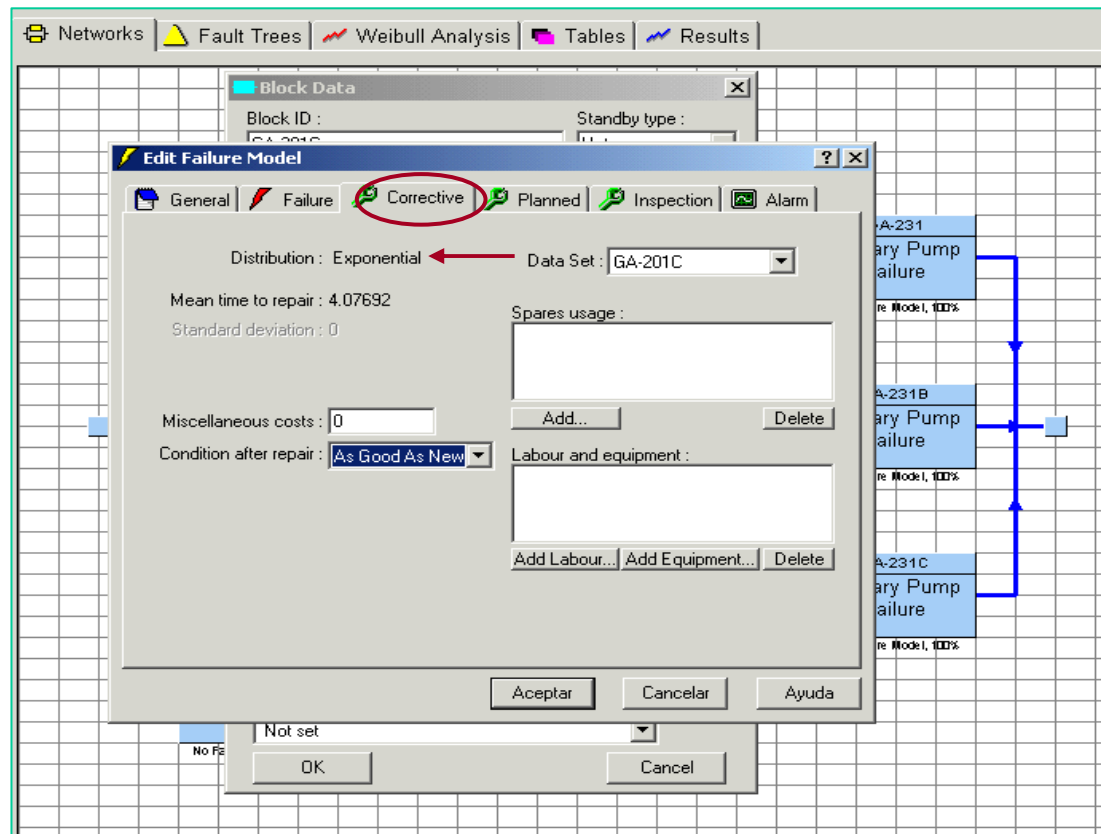 Networks Fault Trees Weibull Analysis Tables Results
Block Data
Block ID : Standby type :
Edit Failure Model
General Failure Corrective Planned Inspection Alarm
Distribution : Exponential Data Set : GA-201C
Mean time to repair : 4.07692
Standard deviation : 0
Spares usage :
Miscellaneous costs : 0 Add... Delete
Condition after repair : As Good As New Labour and equipment :
Add Labour... Add Equipment... Delete
Aceptar Cancelar Ayuda
Not set
OK Cancel
A-231
ary Pump
ailure
re Model, 100%
A-231B
ary Pump
ailure
re Model, 100%
A-231C
ary Pump
ailure
re Model, 100%
No Fa